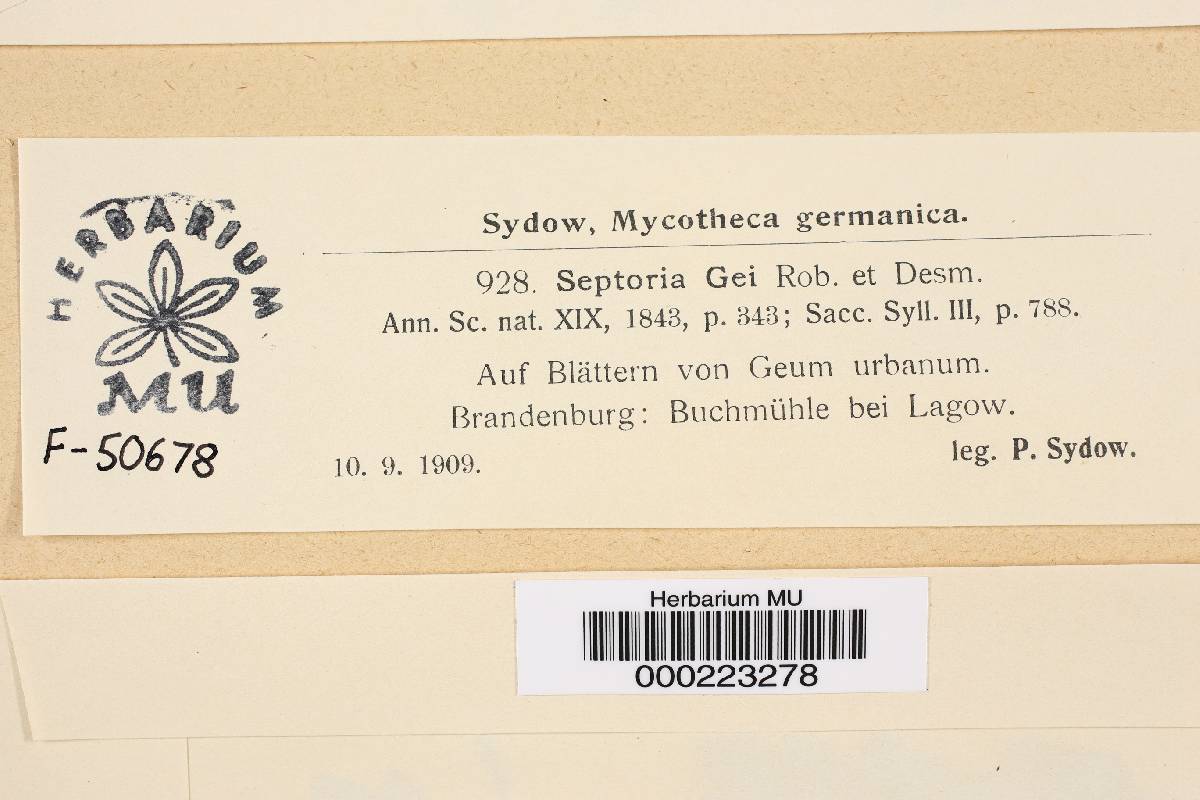 HERBARIUM
MU
F-50678
Sydow, Mycotheca germanica.
928. Septoria Gei Rob. et Desm.
Ann. Sc. nat. XIX, 1843, p. 343; Sacc. Syll. III, p. 788.
Auf Blättern von Geum urbanum.
Brandenburg: Buchmühle bei Lagow.
10. 9. 1909.
leg. P. Sydow.
Herbarium MU
000223278